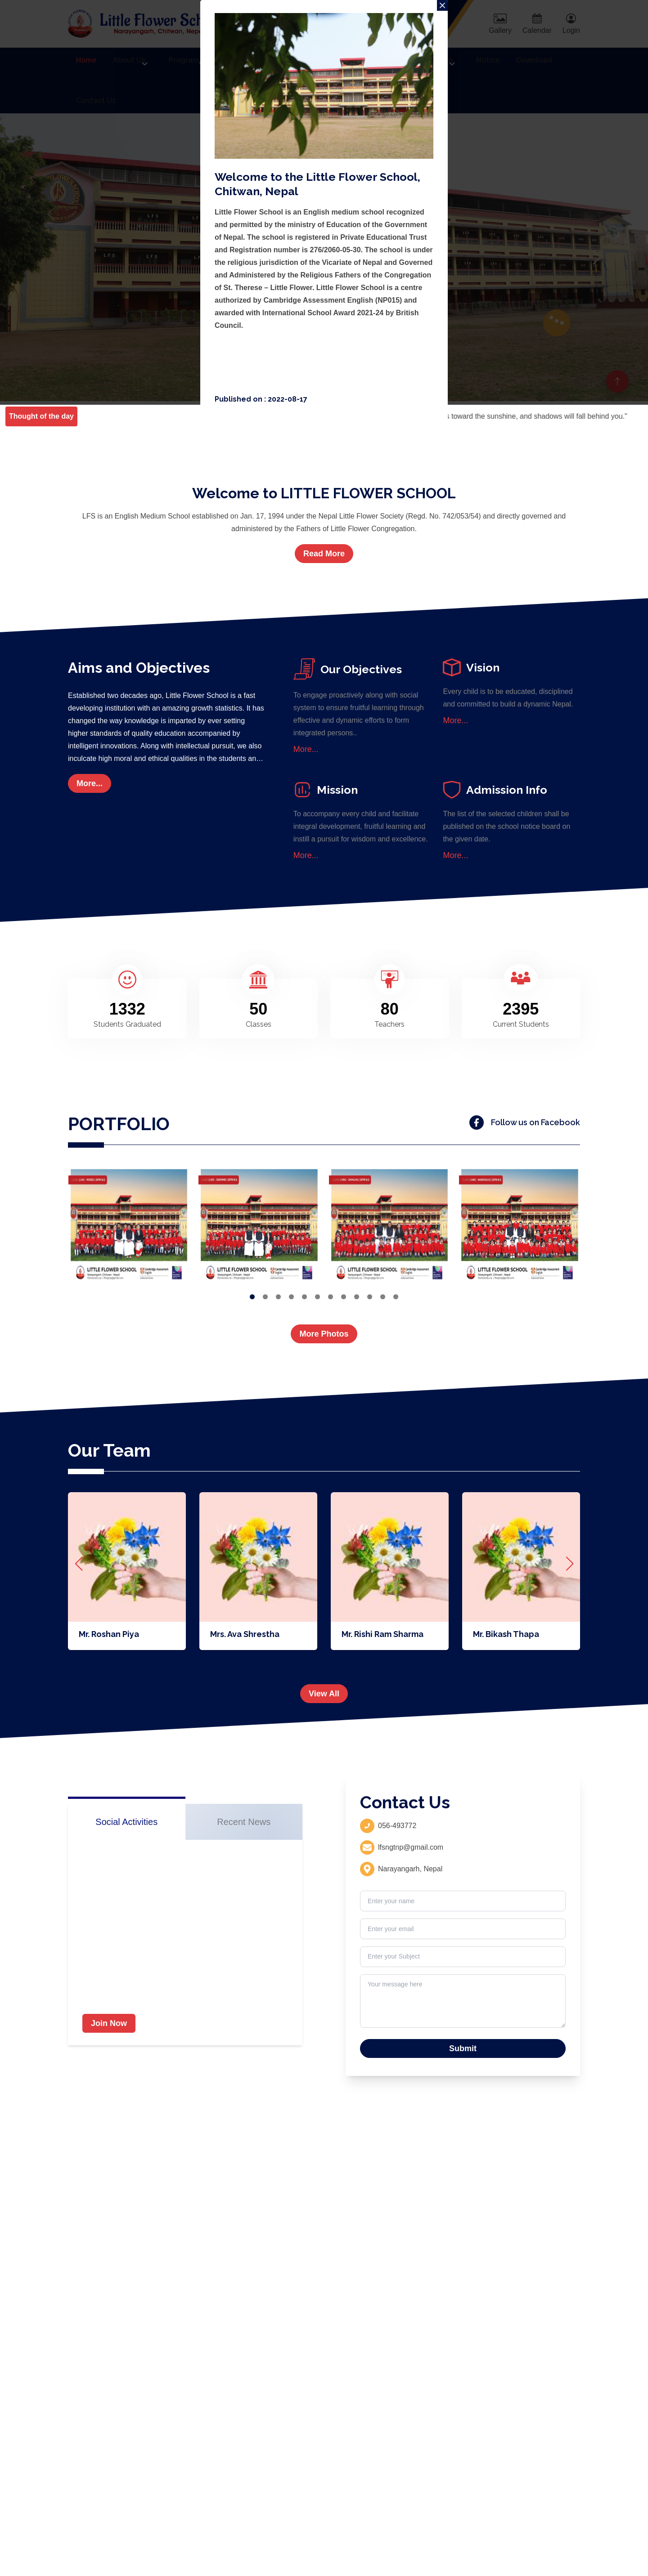 Little Flower Sch
Narayangarh, Chitwan, Nep
Gallery
Calendar
Login
Home
×
Welcome to the Little Flower School,
Chitwan, Nepal
Little Flower School is an English medium school recognized
and permitted by the ministry of Education of the Government
of Nepal. The school is registered in Private Educational Trust
and Registration number is 276/2060-05-30. The school is under
the religious jurisdiction of the Vicariate of Nepal and Governed
and Administered by the Religious Fathers of the Congregation
of St. Therese – Little Flower. Little Flower School is a centre
authorized by Cambridge Assessment English (NP015) and
awarded with International School Award 2021-24 by British
Council.
Published on : 2022-08-17
Thought of the day
toward the sunshine, and shadows will fall behind you."
Welcome to LITTLE FLOWER SCHOOL
LFS is an English Medium School established on Jan. 17, 1994 under the Nepal Little Flower Society (Regd. No. 742/053/54) and directly governed and
administered by the Fathers of Little Flower Congregation.
Read More
Aims and Objectives
Established two decades ago, Little Flower School is a fast
developing institution with an amazing growth statistics. It has
changed the way knowledge is imparted by ever setting
higher standards of quality education accompanied by
intelligent innovations. Along with intellectual pursuit, we also
inculcate high moral and ethical qualities in the students an…
More...
Our Objectives
To engage proactively along with social
system to ensure fruitful learning through
effective and dynamic efforts to form
integrated persons..
More...
Vision
Every child is to be educated, disciplined
and committed to build a dynamic Nepal.
More...
Mission
To accompany every child and facilitate
integral development, fruitful learning and
instill a pursuit for wisdom and excellence.
More...
Admission Info
The list of the selected children shall be
published on the school notice board on
the given date.
More...
1332
Students Graduated
50
Classes
80
Teachers
2395
Current Students
PORTFOLIO
Follow us on Facebook
LITTLE FLOWER SCHOOL
LITTLE FLOWER SCHOOL
LITTLE FLOWER SCHOOL
LITTLE FLOWER SCHOOL
More Photos
Our Team
Mr. Roshan Piya
Mrs. Ava Shrestha
Mr. Rishi Ram Sharma
Mr. Bikash Thapa
View All
Social Activities
Recent News
Join Now
Contact Us
056-493772
lfsngtnp@gmail.com
Narayangarh, Nepal
Enter your name
Enter your email
Enter your Subject
Your message here
Submit